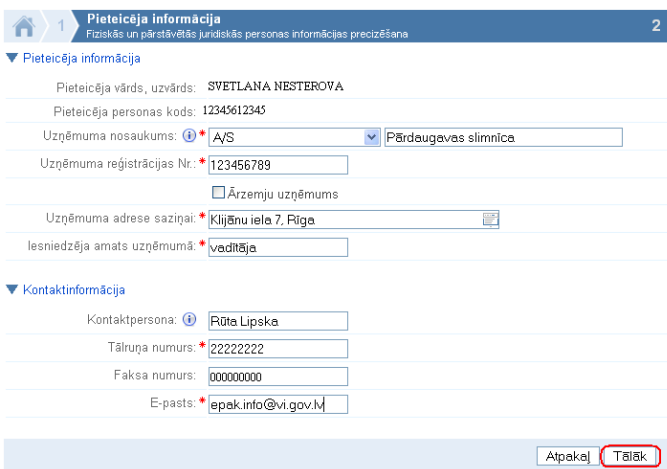 1
Pieteicēja informācija
2
Fiziskās un pārstāvētās juridiskās personas informācijas precizēšana
Pieteicēja informācija
Pieteicēja vārds, uzvārds: SVETLANA NESTEROVA
Pieteicēja personas kods: 12345612345
Uzņēmuma nosaukums: * A/S Pārdaugavas slimnīca
Uzņēmuma reģistrācijas Nr.: * 123456789
Ārzemju uzņēmums
Uzņēmuma adrese saziņai: * Klijānu iela 7, Rīga
Iesniedzēja amats uzņēmumā: * vadītāja
Kontaktinformācija
Kontaktpersona: Rūta Lipska
Tālruņa numurs: * 22222222
Faksa numurs: 000000000
E-pasts: * epak.info@vi.gov.lv
Atpakaļ Tālāk